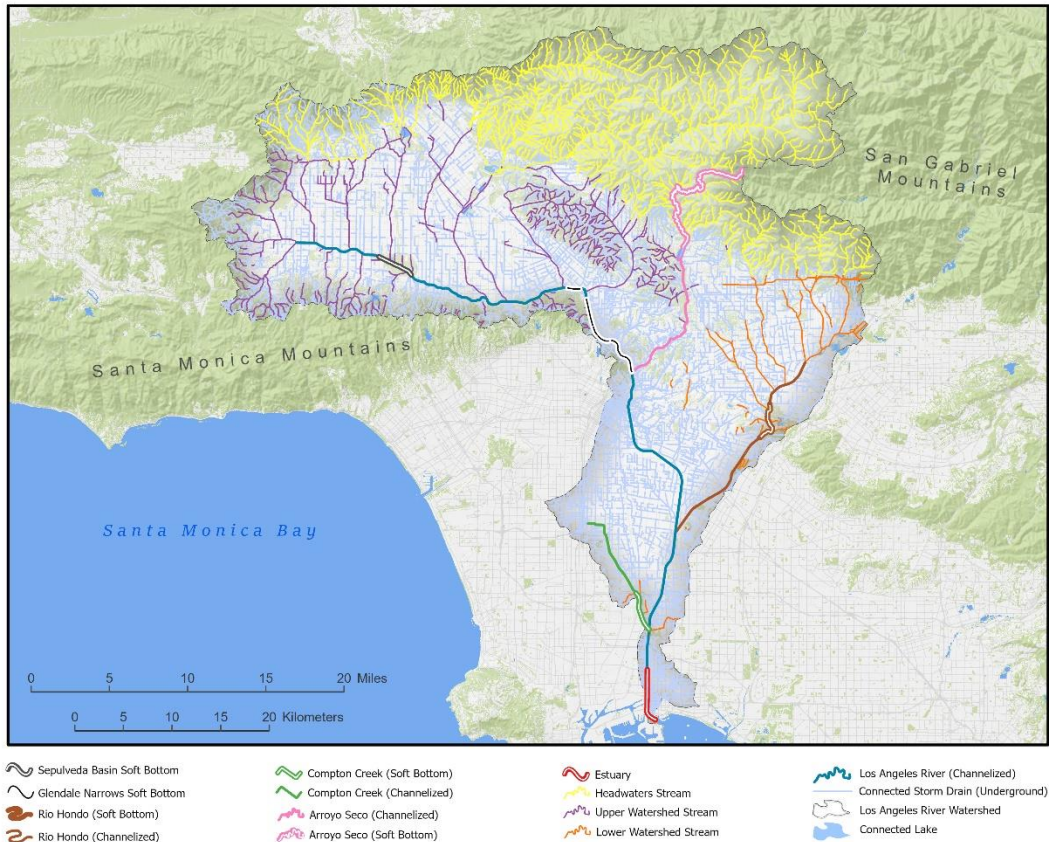 San Gabriel
Mountains
Santa Monica Mountains
Santa Monica Bay
0 5 10 15 20 Miles
0 5 10 15 20 Kilometers
Sepulveda Basin Soft Bottom
Glendale Narrows Soft Bottom
Rio Hondo (Soft Bottom)
Rio Hondo (Channelized)
Compton Creek (Soft Bottom)
Compton Creek (Channelized)
Arroyo Seco (Channelized)
Arroyo Seco (Soft Bottom)
Estuary
Headwaters Stream
Upper Watershed Stream
Lower Watershed Stream
Los Angeles River (Channelized)
Connected Storm Drain (Underground)
Los Angeles River Watershed
Connected Lake